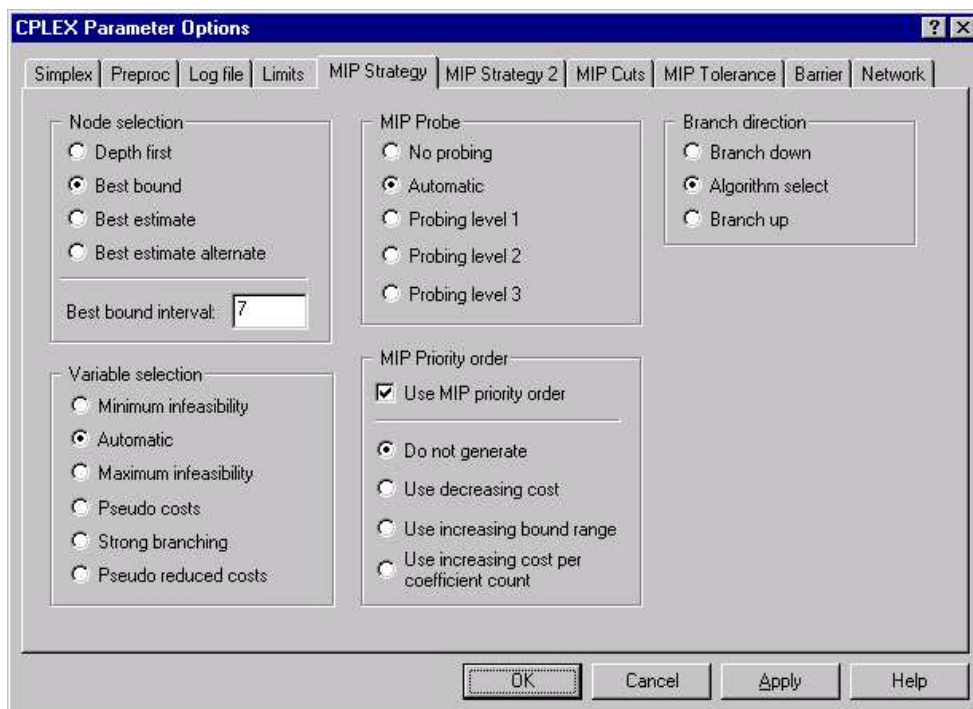 CPLEX Parameter Options
Simplex Preproc Log file Limits MIP Strategy MIP Strategy 2 MIP Cuts MIP Tolerance Barrier Network
Node selection
Depth first
Best bound
Best estimate
Best estimate alternate
Best bound interval: 7
Variable selection
Minimum infeasibility
Automatic
Maximum infeasibility
Pseudo costs
Strong branching
Pseudo reduced costs
MIP Probe
No probing
Automatic
Probing level 1
Probing level 2
Probing level 3
MIP Priority order
Use MIP priority order
Do not generate
Use decreasing cost
Use increasing bound range
Use increasing cost per
coefficient count
Branch direction
Branch down
Algorithm select
Branch up
OK Cancel Apply Help